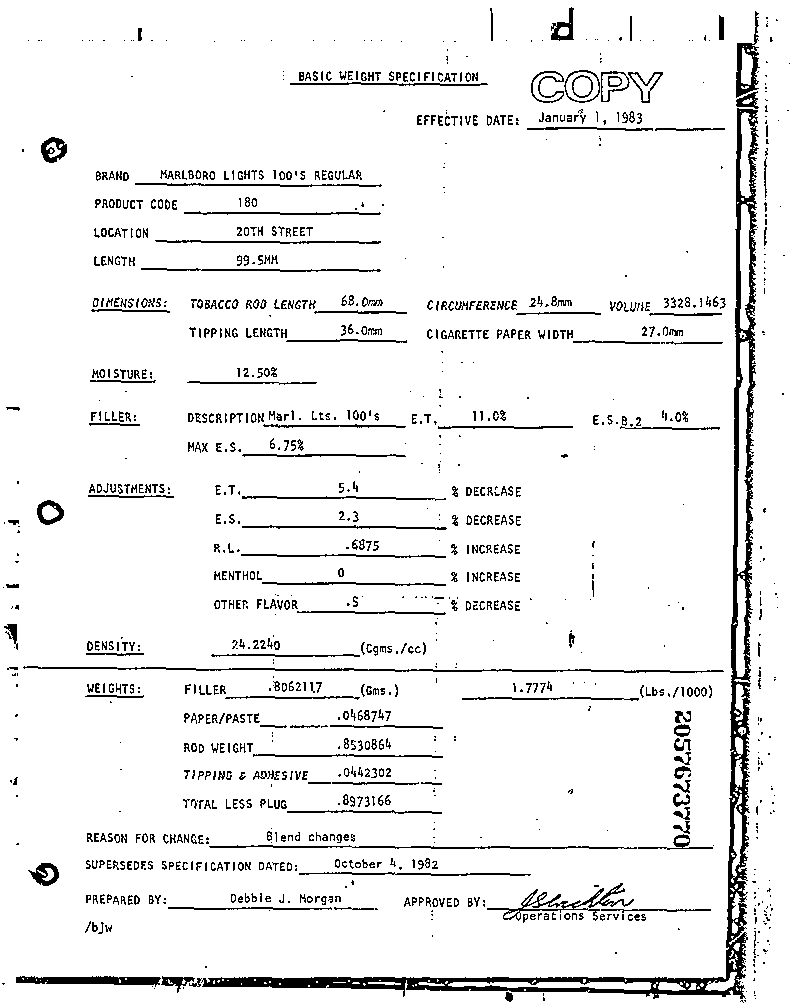 d
BASIC WEIGHT SPECIFICATION
COPY
EFFECTIVE DATE: January 1, 1983
BRAND MARLBORO LIGHTS 100'S REGULAR
PRODUCT CODE 180
LOCATION 20TH STREET
LENGTH 99.5MM
DIMENSIONS: TOBACCO ROD LENGTH 68.0mm CIRCUMFERENCE 24.8mm VOLUME 3328.1463
TIPPING LENGTH 36.0mm CIGARETTE PAPER WIDTH 27.0mm
MOISTURE: 12.50%
FILLER: DESCRIPTION Marl. Lts. 100's E.T. 11.0% E.S.B.2 4.0%
MAX E.S. 6.75%
ADJUSTMENTS: E.T. 5.4 % DECREASE
E.S. 2.3 % DECREASE
R.L. .6875 % INCREASE
MENTHOL 0 % INCREASE
OTHER FLAVOR .5 % DECREASE
DENSITY: 24.2240 (Cgms./cc)
WEIGHTS: FILLER .8062117 (Gms.) 1.7774 (Lbs./1000)
PAPER/PASTE .0468747
ROD WEIGHT .8530864
TIPPING & ADHESIVE .0442302
TOTAL LESS PLUG .8973166
2057673770
REASON FOR CHANGE: Blend changes
SUPERSEDES SPECIFICATION DATED: October 4, 1982
PREPARED BY: Debbie J. Morgan APPROVED BY:
Operations Services
/bjw